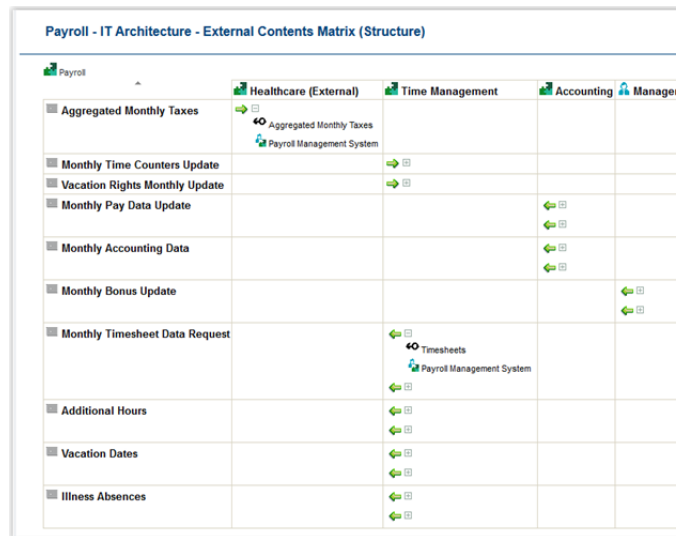 Payroll - IT Architecture - External Contents Matrix (Structure)
Payroll
Healthcare (External) Time Management Accounting Manager
Aggregated Monthly Taxes
Aggregated Monthly Taxes
Payroll Management System
Monthly Time Counters Update
Vacation Rights Monthly Update
Monthly Pay Data Update
Monthly Accounting Data
Monthly Bonus Update
Monthly Timesheet Data Request
Timesheets
Payroll Management System
Additional Hours
Vacation Dates
Illness Absences